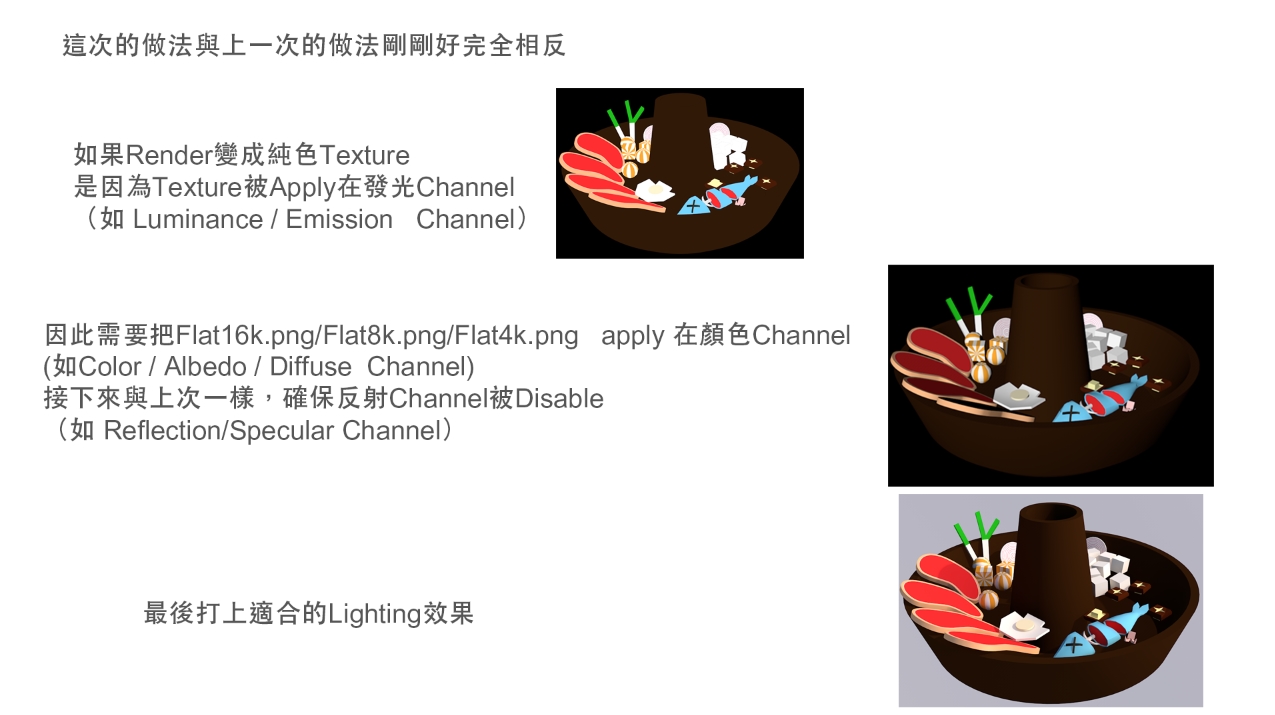 這次的做法與上一次的做法剛剛好完全相反
如果Render變成純色Texture
是因為Texture被Apply在發光Channel
（如 Luminance / Emission Channel）
因此需要把Flat16k.png/Flat8k.png/Flat4k.png apply 在顏色Channel
(如Color / Albedo / Diffuse Channel)
接下來與上次一樣，確保反射Channel被Disable
（如 Reflection/Specular Channel）
最後打上適合的Lighting效果